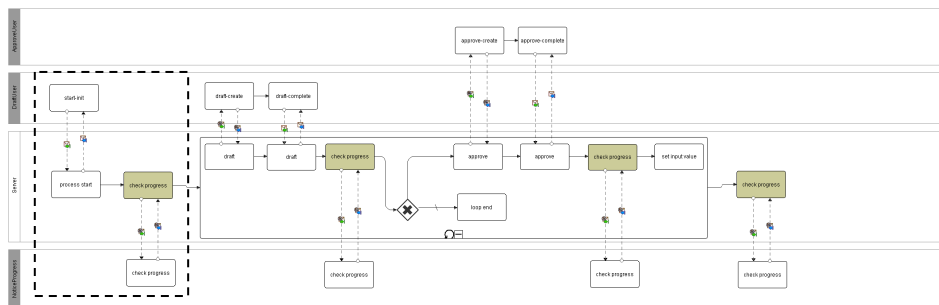 ApproveUser
approve-create
approve-complete
DraftUser
start-init
draft-create
draft-complete
Server
process start
check progress
draft
draft
check progress
approve
approve
check progress
set input value
check progress
loop end
NoticeProgress
check progress
check progress
check progress
check progress